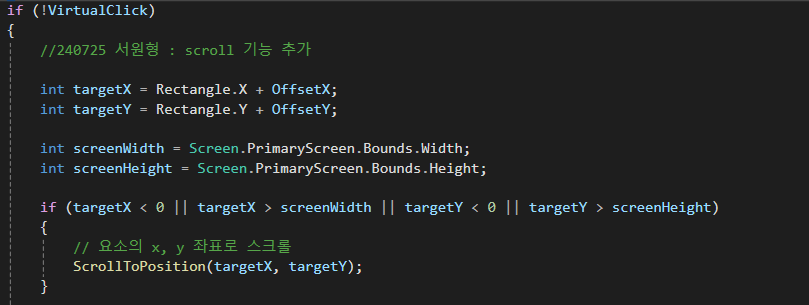 if (!VirtualClick)
{
//240725 서원형 : scroll 기능 추가
int targetX = Rectangle.X + OffsetX;
int targetY = Rectangle.Y + OffsetY;
int screenWidth = Screen.PrimaryScreen.Bounds.Width;
int screenHeight = Screen.PrimaryScreen.Bounds.Height;
if (targetX < 0 || targetX > screenWidth || targetY < 0 || targetY > screenHeight)
{
// 요소의 x, y 좌표로 스크롤
ScrollToPosition(targetX, targetY);
}